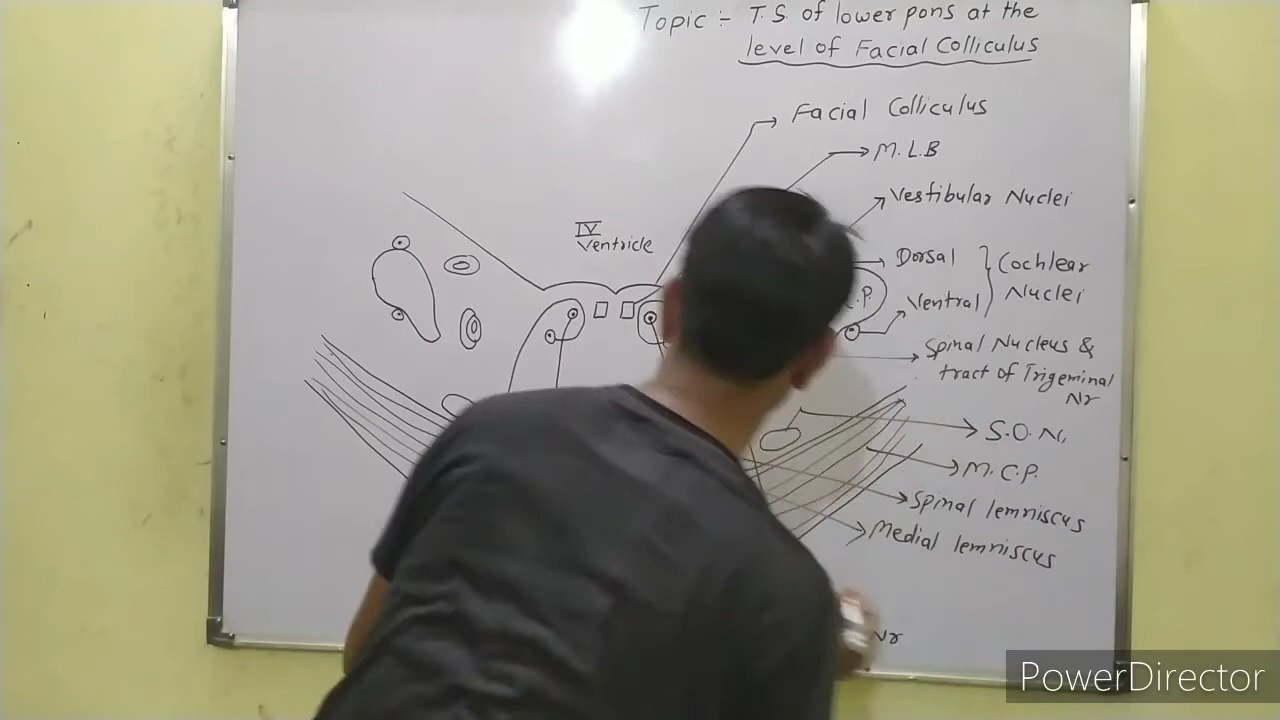 Topic :- T.S. of lower pons at the
level of Facial Colliculus
Facial Colliculus
M.L.B
Vestibular Nuclei
IV
Ventricle
Dorsal
Cochlear
Nuclei
Ventral
.P.
Spinal Nucleus &
tract of Trigeminal
Nr
S.O.N.
M.C.P.
Spinal lemniscus
Medial lemniscus
Nr
PowerDirector